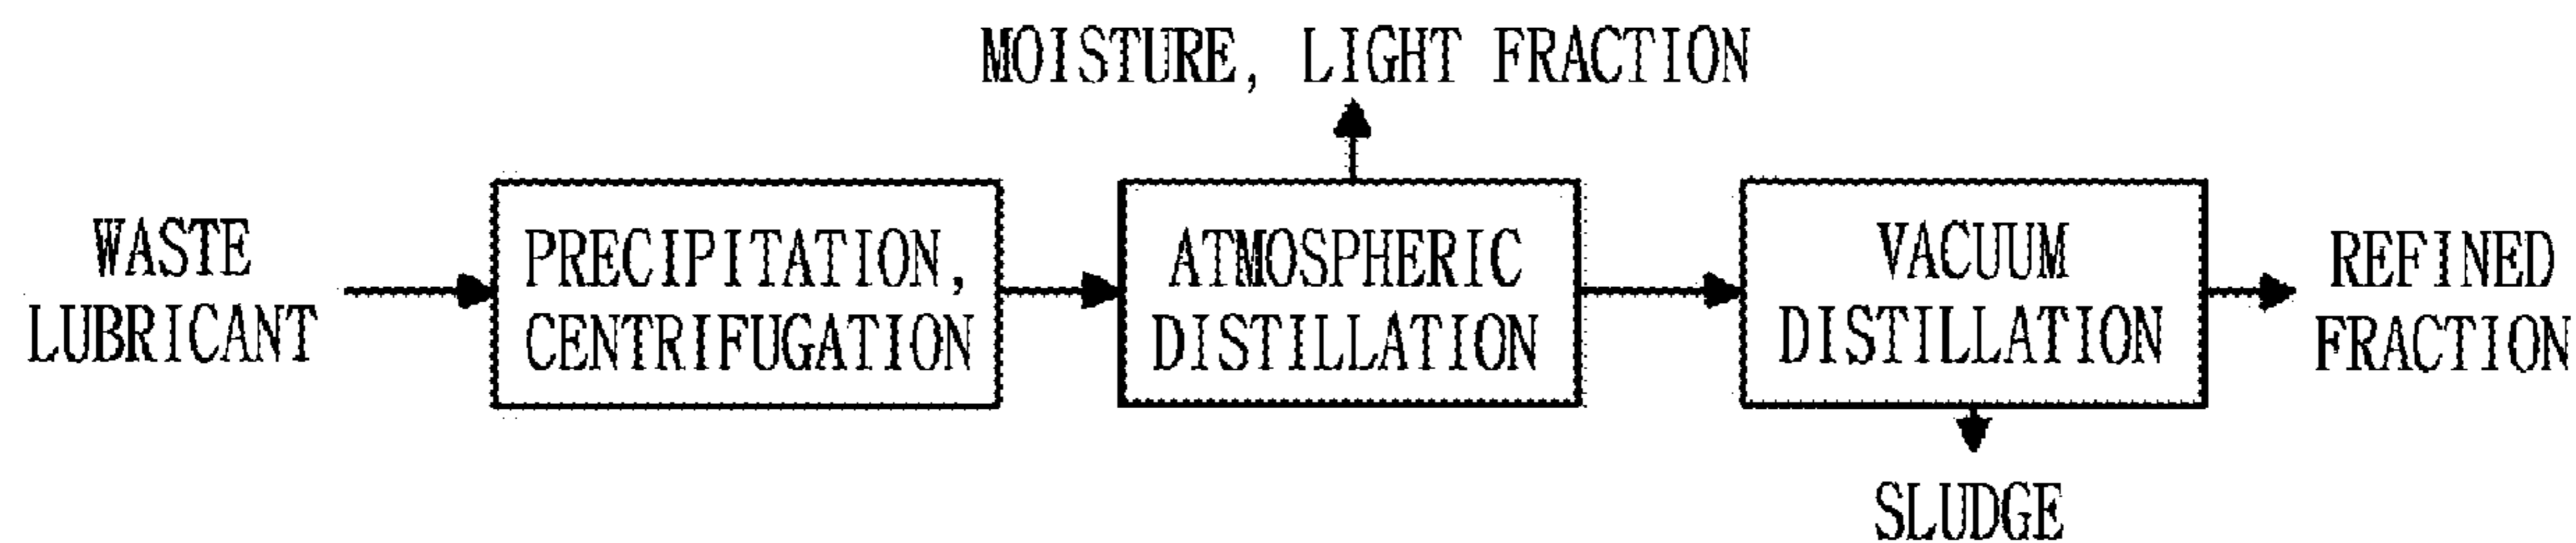 MOISTURE, LIGHT FRACTION
WASTE
LUBRICANT
PRECIPITATION,
CENTRIFUGATION
ATMOSPHERIC
DISTILLATION
VACUUM
DISTILLATION
REFINED
FRACTION
SLUDGE